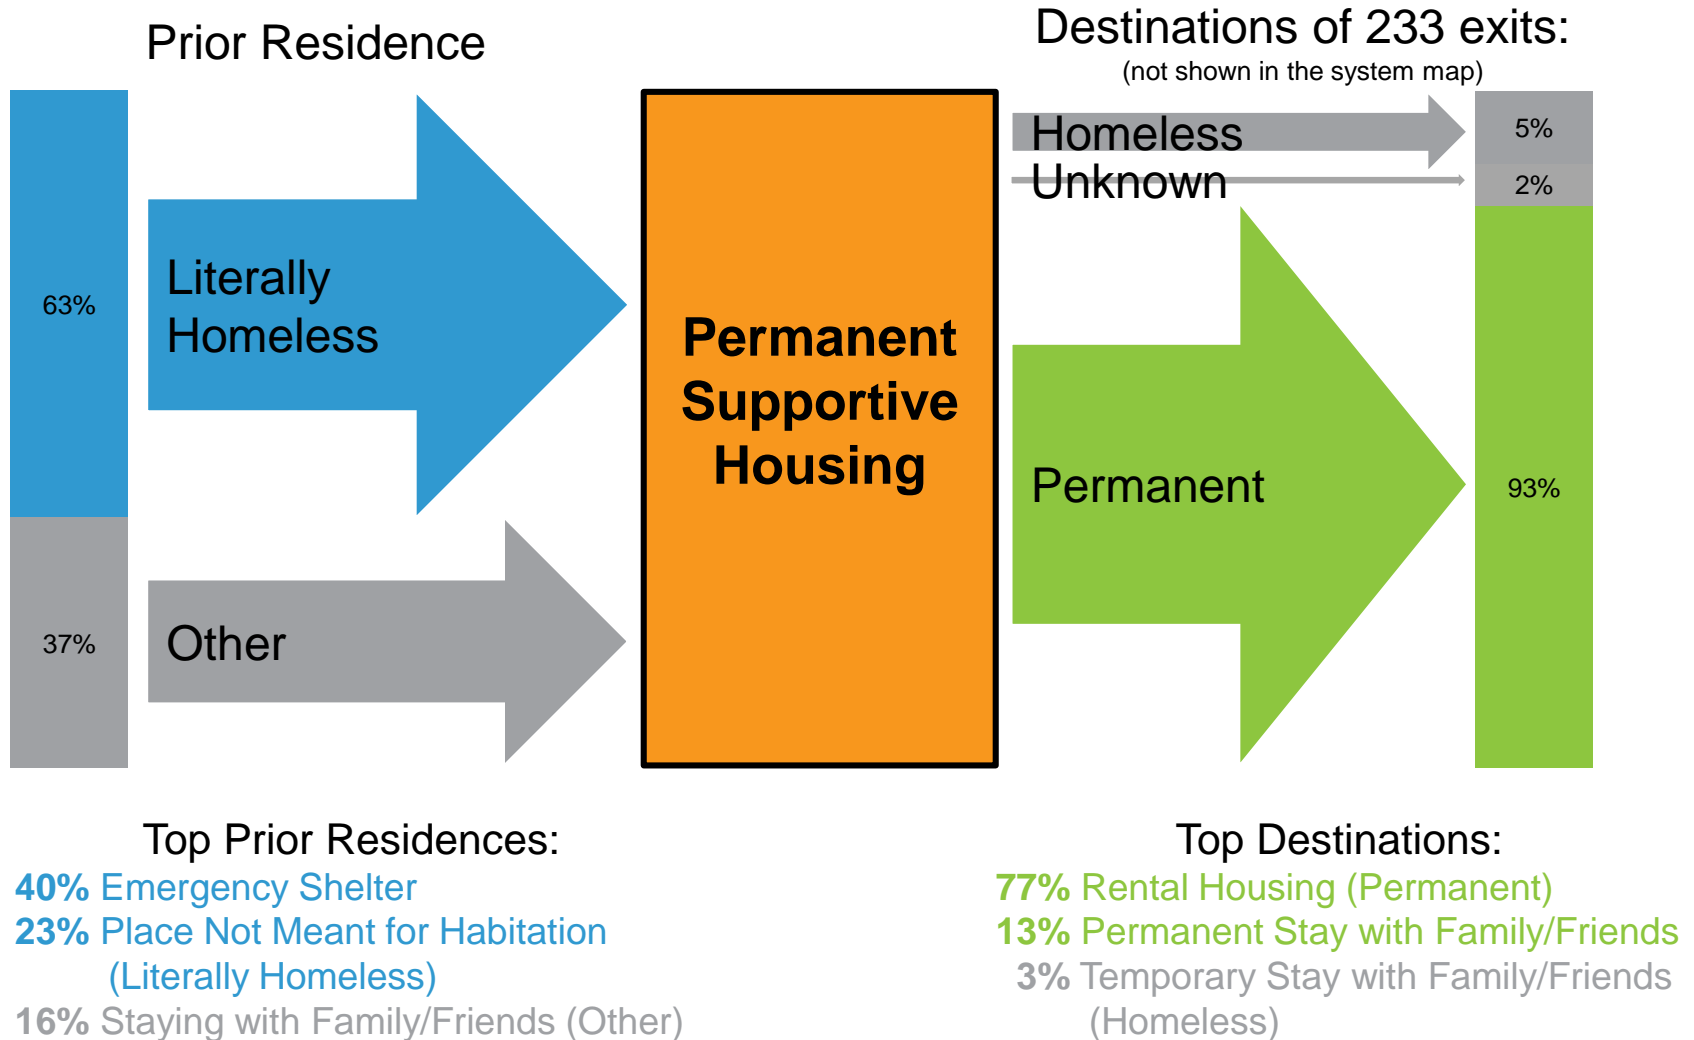 Prior Residence
Destinations of 233 exits:
(not shown in the system map)
63%
37%
Literally
Homeless
Other
Permanent
Supportive
Housing
Homeless
Unknown
Permanent
5%
2%
93%
Top Prior Residences:
40% Emergency Shelter
23% Place Not Meant for Habitation
(Literally Homeless)
16% Staying with Family/Friends (Other)
Top Destinations:
77% Rental Housing (Permanent)
13% Permanent Stay with Family/Friends
3% Temporary Stay with Family/Friends
(Homeless)